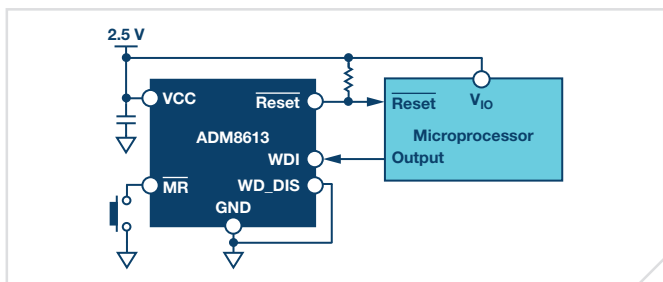 2.5 V
VCC
Reset
ADM8613
WDI
MR
WD_DIS
GND
Reset
VIO
Microprocessor
Output